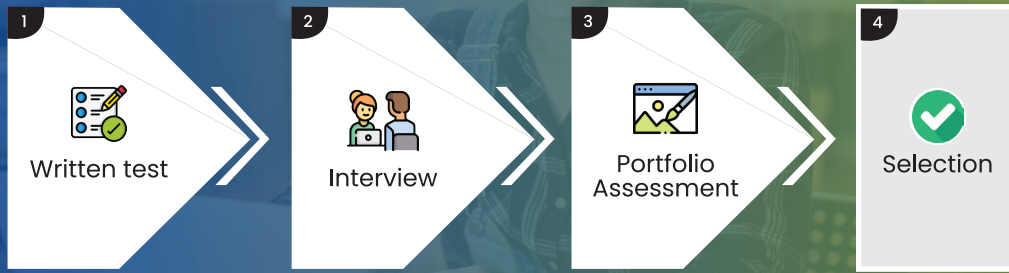 1
Written test
2
Interview
3
Portfolio
Assessment
4
Selection